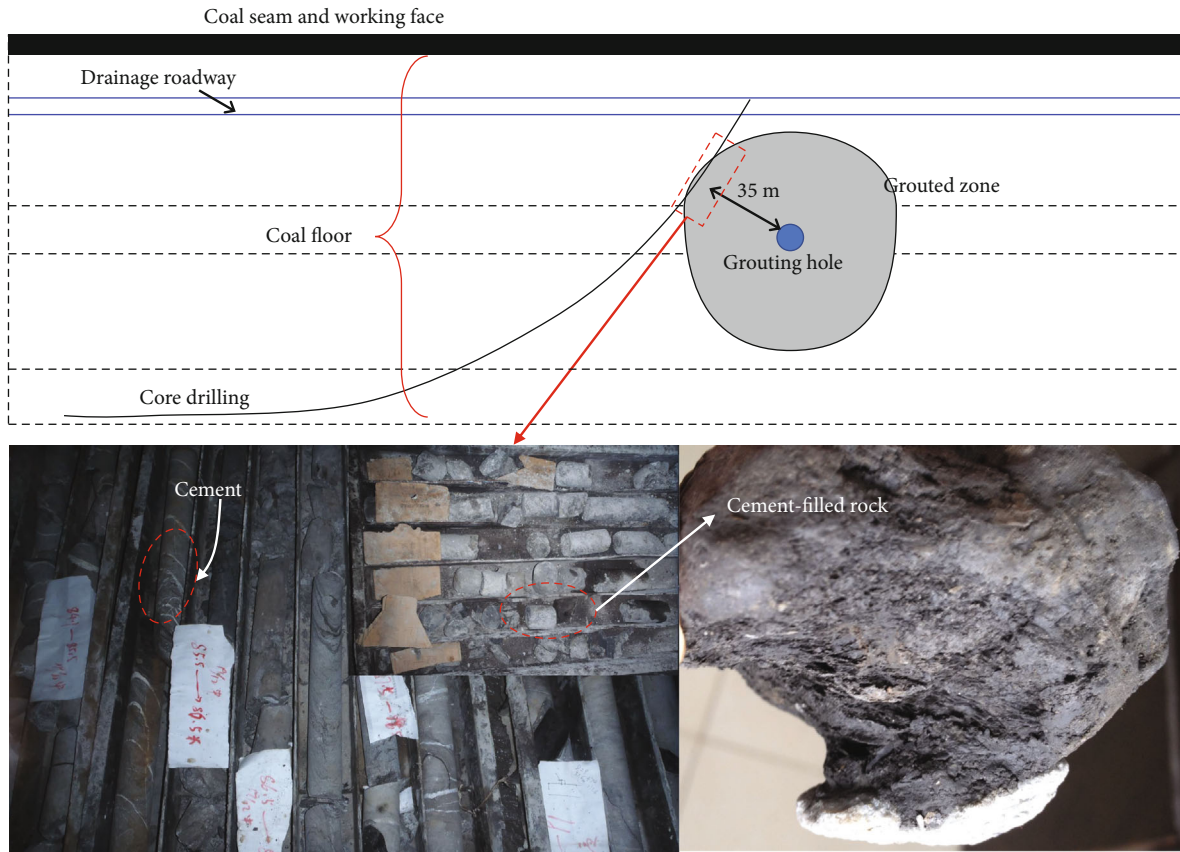 Coal seam and working face
Drainage roadway
35 m
Grouted zone
Coal floor
Grouting hole
Core drilling
Cement
Cement-filled rock